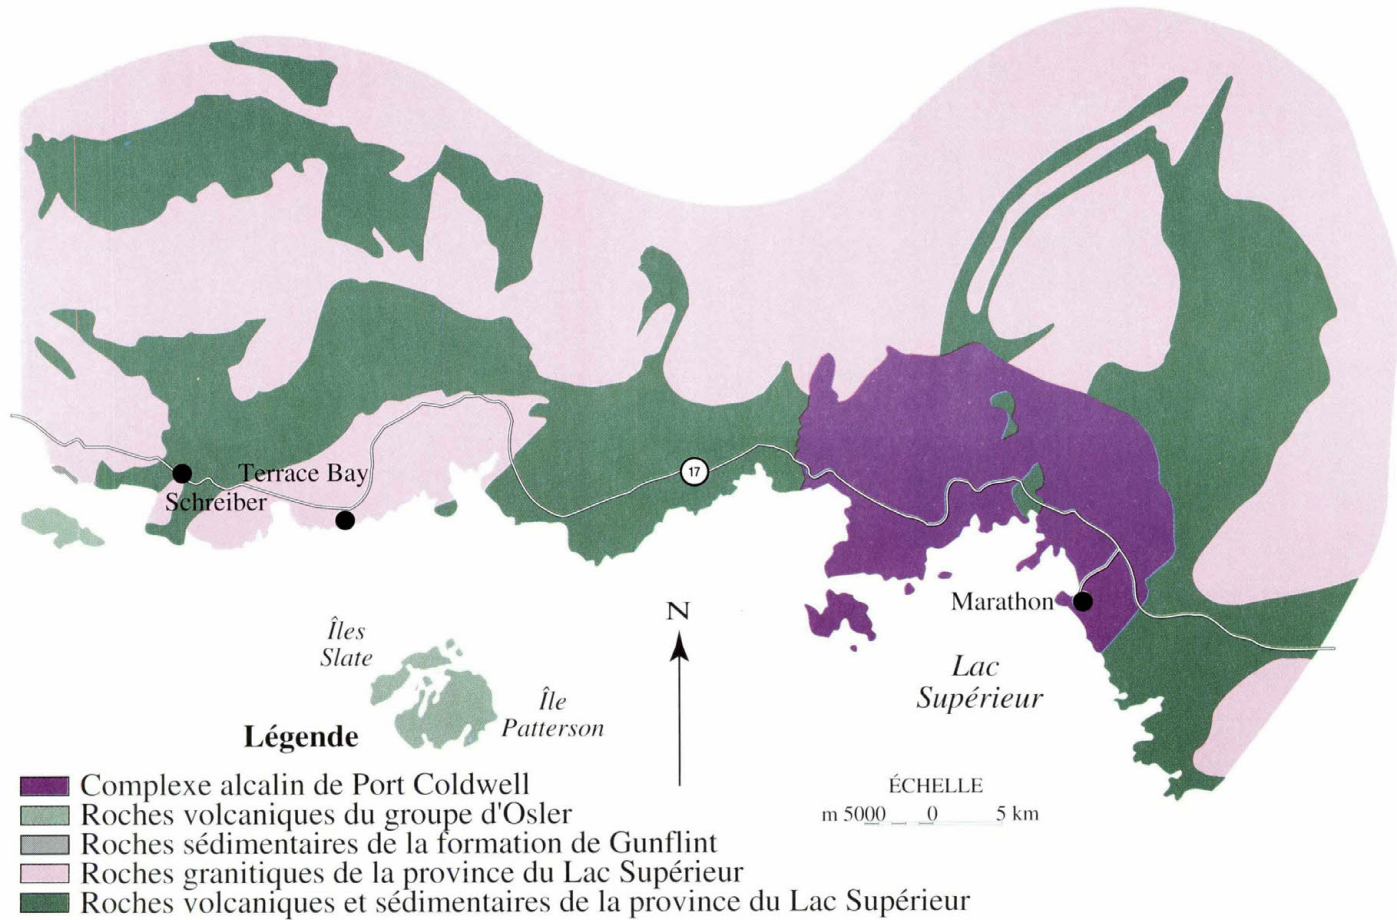 17
Terrace Bay
Schreiber
Marathon
N
Îles
Slate
Île
Patterson
Lac
Supérieur
Légende
Complexe alcalin de Port Coldwell
Roches volcaniques du groupe d'Osler
Roches sédimentaires de la formation de Gunflint
Roches granitiques de la province du Lac Supérieur
Roches volcaniques et sédimentaires de la province du Lac Supérieur
ÉCHELLE
m 5000 0 5 km